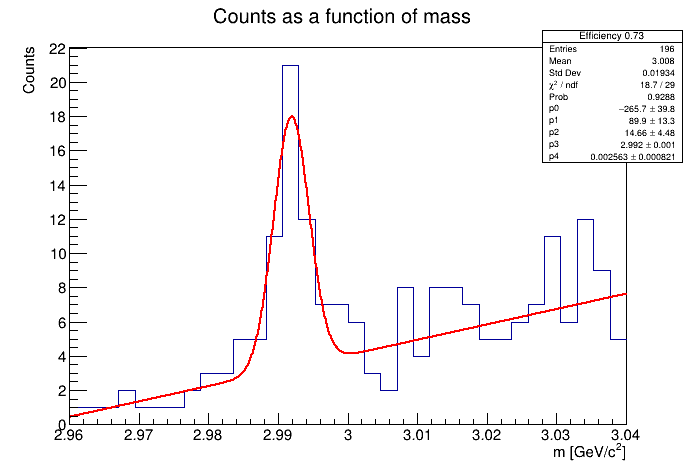 Counts as a function of mass
Efficiency 0.73
Entries 196
Mean 3.008
Std Dev 0.01934
χ² / ndf 18.7 / 29
Prob 0.9288
p0 −265.7 ± 39.8
p1 89.9 ± 13.3
p2 14.66 ± 4.48
p3 2.992 ± 0.001
p4 0.002563 ± 0.000821
Counts
22
20
18
16
14
12
10
8
6
4
2
0
2.96 2.97 2.98 2.99 3 3.01 3.02 3.03 3.04
m [GeV/c²]